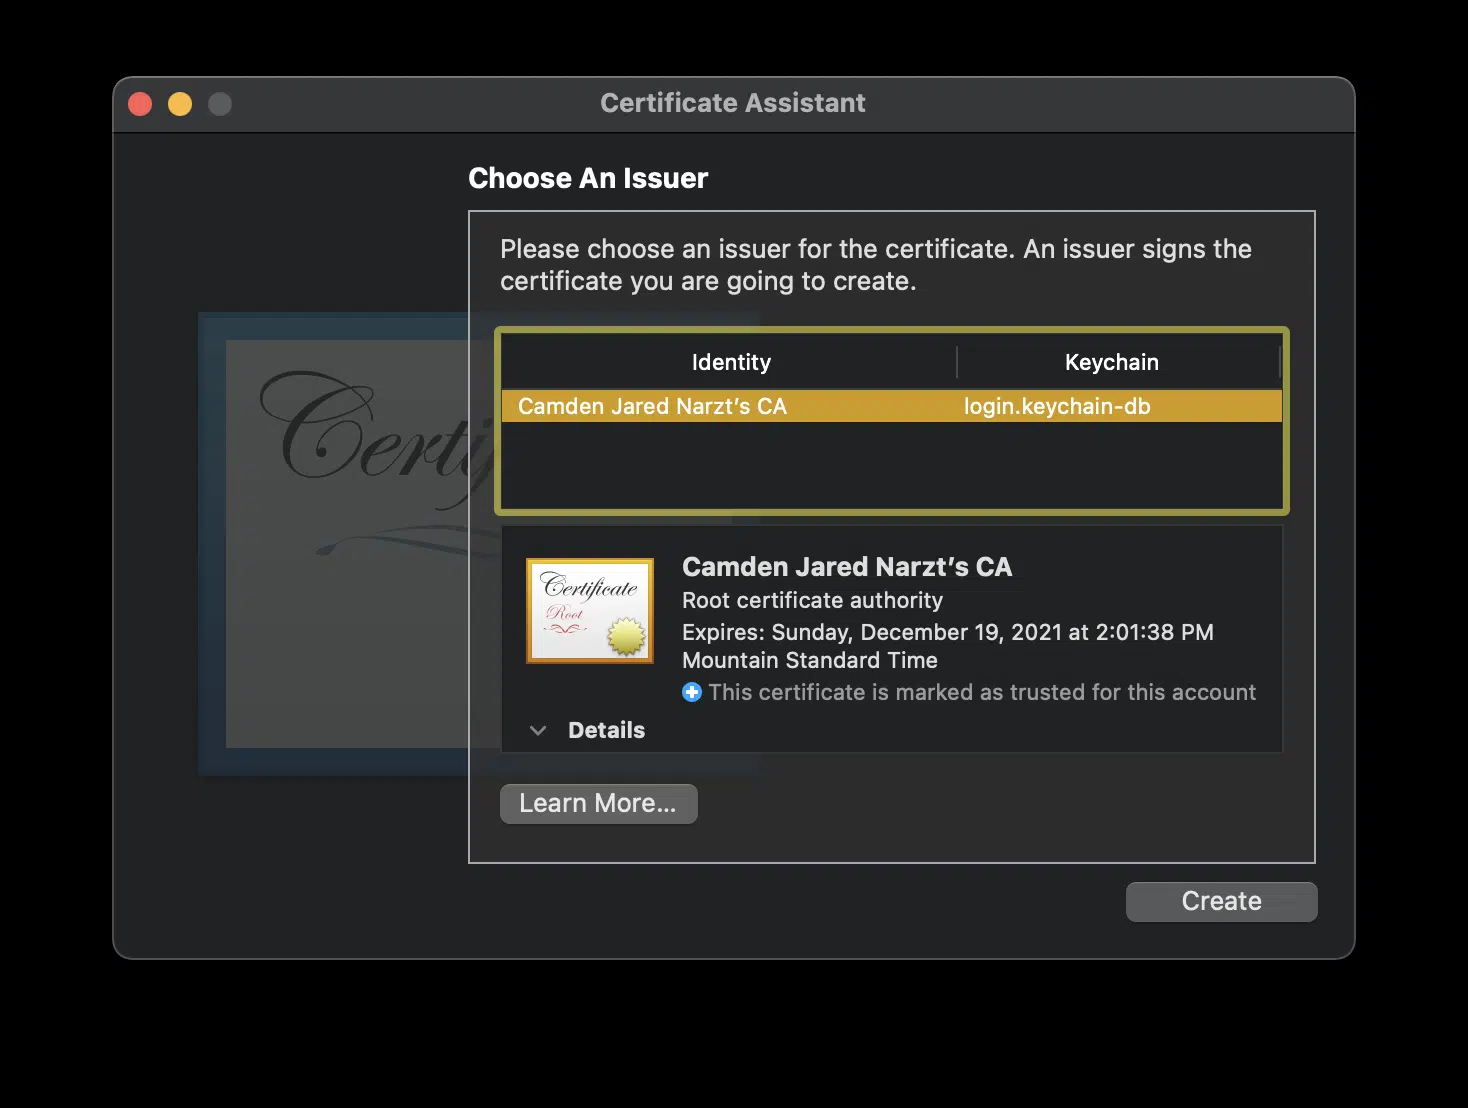 Certificate Assistant
Choose An Issuer
Please choose an issuer for the certificate. An issuer signs the
certificate you are going to create.
Identity Keychain
Camden Jared Narzt’s CA login.keychain-db
Certi
Certificate
Root
Camden Jared Narzt’s CA
Root certificate authority
Expires: Sunday, December 19, 2021 at 2:01:38 PM
Mountain Standard Time
This certificate is marked as trusted for this account
Details
Learn More...
Create